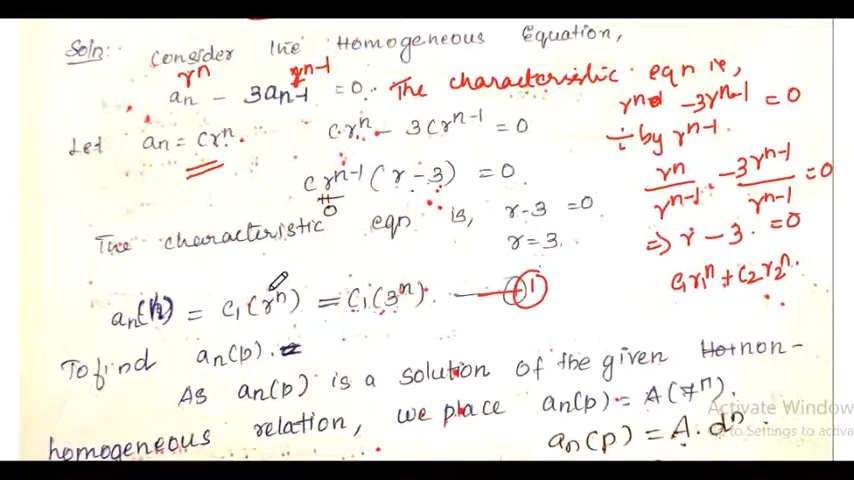 Soln: Consider the Homogeneous Equation,
rⁿ rⁿ⁻¹
aₙ - 3aₙ₋₁ = 0. The characteristic eqn is,
rⁿ - 3rⁿ⁻¹ = 0
Let aₙ = crⁿ. crⁿ - 3crⁿ⁻¹ = 0
÷ by rⁿ⁻¹.
crⁿ⁻¹ (r - 3) = 0
rⁿ/rⁿ⁻¹ - 3rⁿ⁻¹/rⁿ⁻¹ = 0
≠ 0
The characteristic eqn is, r - 3 = 0
⇒ r - 3 = 0
r = 3.
c₁r₁ⁿ + c₂r₂ⁿ.
aₙ(h) = c₁(rⁿ) = c₁(3ⁿ). ①
To find aₙ(p).
As aₙ(p) is a solution of the given non-
homogeneous relation, we place aₙ(p) = A(7ⁿ).
Activate Window
aₙ(p) = A. dⁿ
Go to Settings to activa